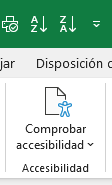 A Z Z A
jar Disposición d
Comprobar
accesibilidad
Accesibilidad